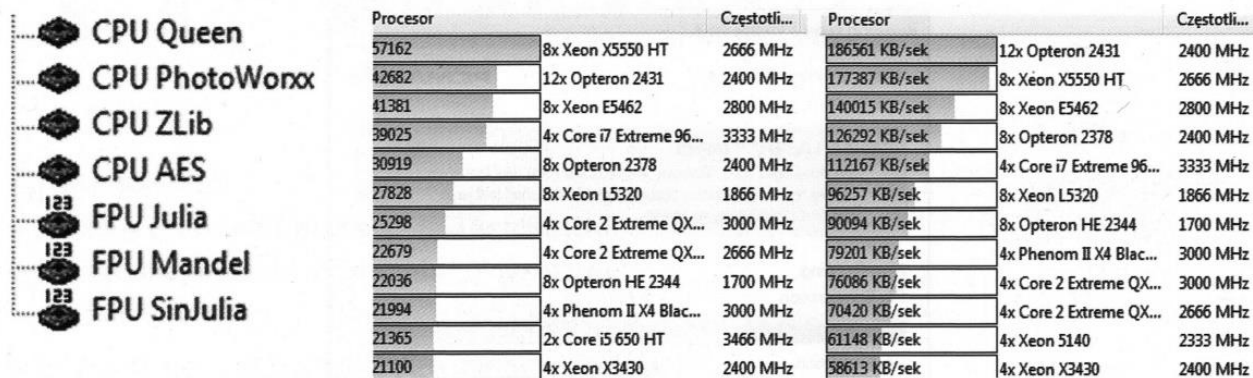 CPU Queen
CPU PhotoWorxx
CPU ZLib
CPU AES
123
FPU Julia
123
FPU Mandel
123
FPU SinJulia
Procesor Częstotli...
57162 8x Xeon X5550 HT 2666 MHz
42682 12x Opteron 2431 2400 MHz
41381 8x Xeon E5462 2800 MHz
39025 4x Core i7 Extreme 96... 3333 MHz
30919 8x Opteron 2378 2400 MHz
27828 8x Xeon L5320 1866 MHz
25298 4x Core 2 Extreme QX... 3000 MHz
22679 4x Core 2 Extreme QX... 2666 MHz
22036 8x Opteron HE 2344 1700 MHz
21994 4x Phenom II X4 Blac... 3000 MHz
21365 2x Core i5 650 HT 3466 MHz
21100 4x Xeon X3430 2400 MHz
Procesor Częstotli...
186561 KB/sek 12x Opteron 2431 2400 MHz
177387 KB/sek 8x Xeon X5550 HT 2666 MHz
140015 KB/sek 8x Xeon E5462 2800 MHz
126292 KB/sek 8x Opteron 2378 2400 MHz
112167 KB/sek 4x Core i7 Extreme 96... 3333 MHz
96257 KB/sek 8x Xeon L5320 1866 MHz
90094 KB/sek 8x Opteron HE 2344 1700 MHz
79201 KB/sek 4x Phenom II X4 Blac... 3000 MHz
76086 KB/sek 4x Core 2 Extreme QX... 3000 MHz
70420 KB/sek 4x Core 2 Extreme QX... 2666 MHz
61148 KB/sek 4x Xeon 5140 2333 MHz
58613 KB/sek 4x Xeon X3430 2400 MHz